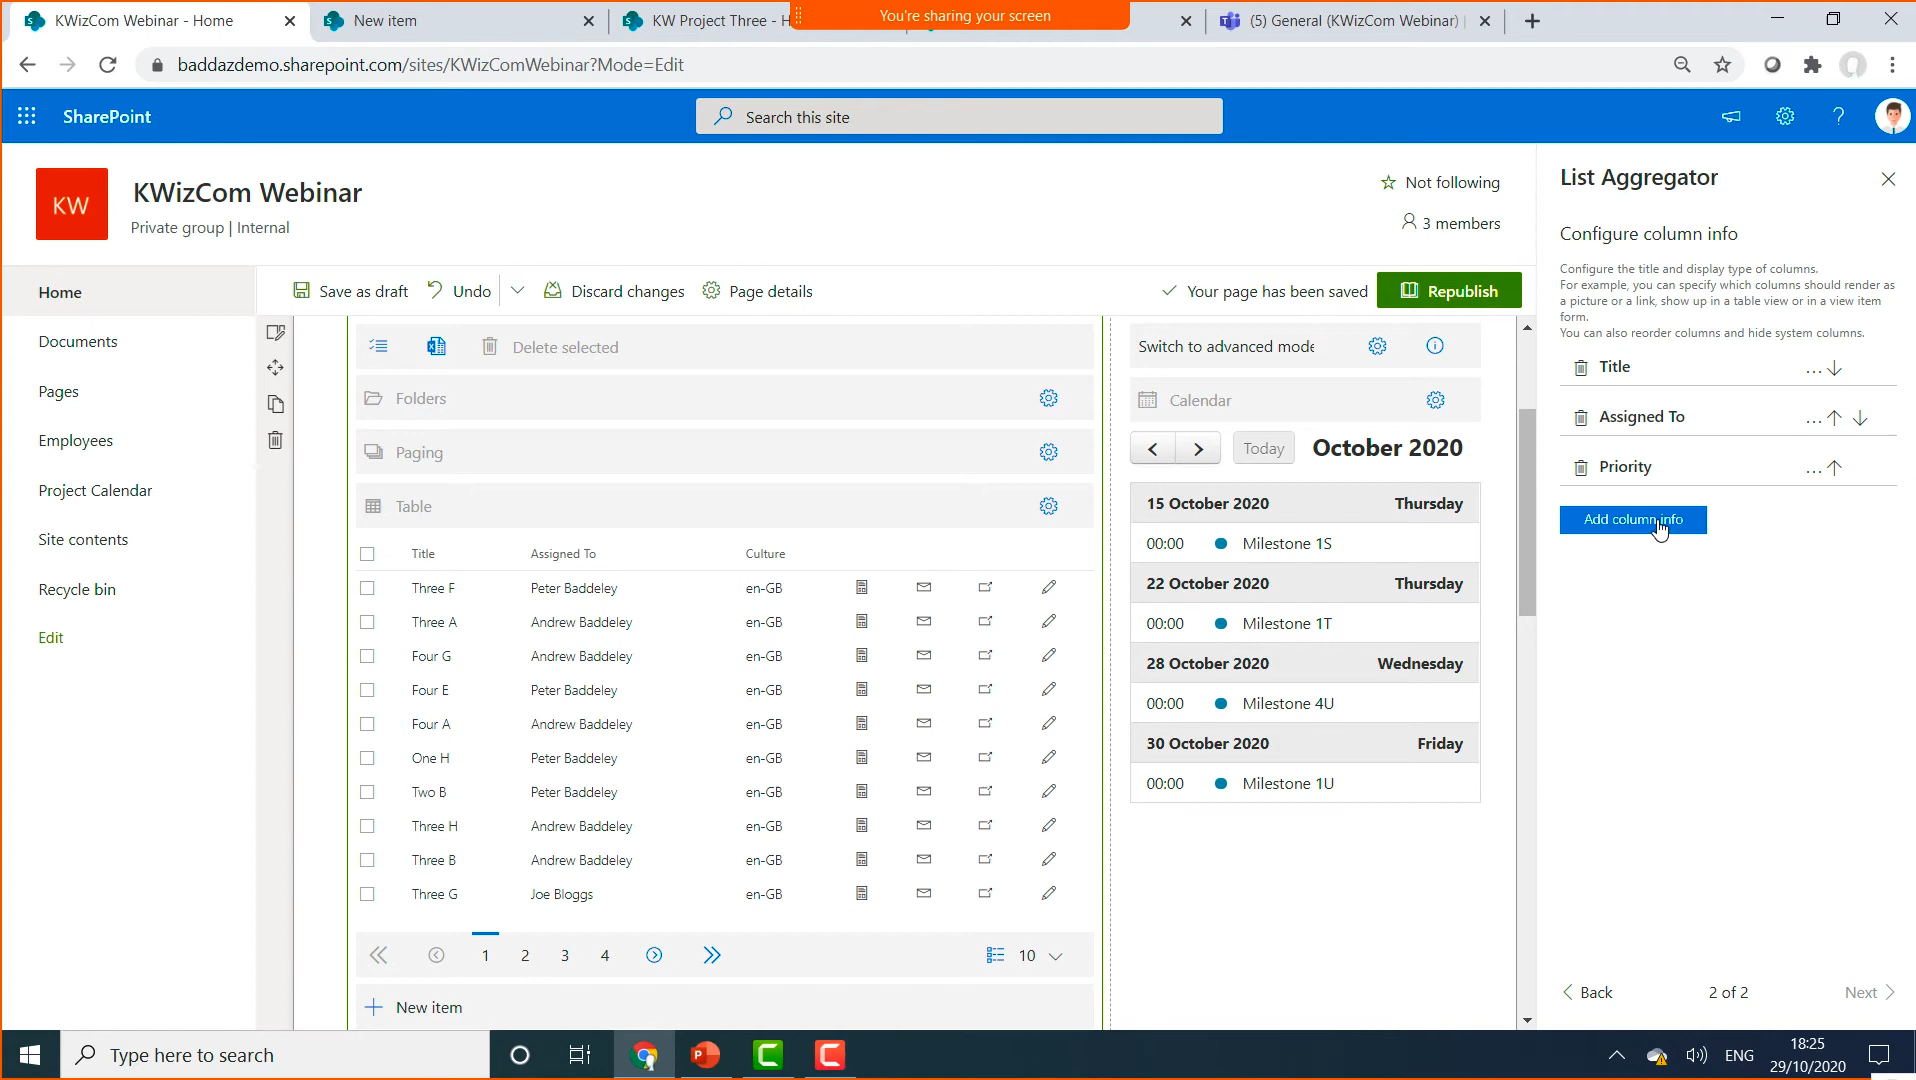 KWizCom Webinar - Home
New item
KW Project Three - H
You're sharing your screen
(5) General (KWizCom Webinar) |
baddazdemo.sharepoint.com/sites/KWizComWebinar?Mode=Edit
SharePoint
Search this site
KW
KWizCom Webinar
Private group | Internal
Not following
3 members
Home
Documents
Pages
Employees
Project Calendar
Site contents
Recycle bin
Edit
Save as draft
Undo
Discard changes
Page details
Your page has been saved
Republish
Delete selected
Folders
Paging
Table
Title Assigned To Culture
Three F Peter Baddeley en-GB
Three A Andrew Baddeley en-GB
Four G Andrew Baddeley en-GB
Four E Peter Baddeley en-GB
Four A Andrew Baddeley en-GB
One H Peter Baddeley en-GB
Two B Peter Baddeley en-GB
Three H Andrew Baddeley en-GB
Three B Andrew Baddeley en-GB
Three G Joe Bloggs en-GB
1 2 3 4 10
New item
Switch to advanced mode
Calendar
Today October 2020
15 October 2020 Thursday
00:00 Milestone 1S
22 October 2020 Thursday
00:00 Milestone 1T
28 October 2020 Wednesday
00:00 Milestone 4U
30 October 2020 Friday
00:00 Milestone 1U
List Aggregator
Configure column info
Configure the title and display type of columns.
For example, you can specify which columns should render as
a picture or a link, show up in a table view or in a view item
form.
You can also reorder columns and hide system columns.
Title ...
Assigned To ...
Priority ...
Add column info
Back 2 of 2 Next
Type here to search
ENG
18:25
29/10/2020